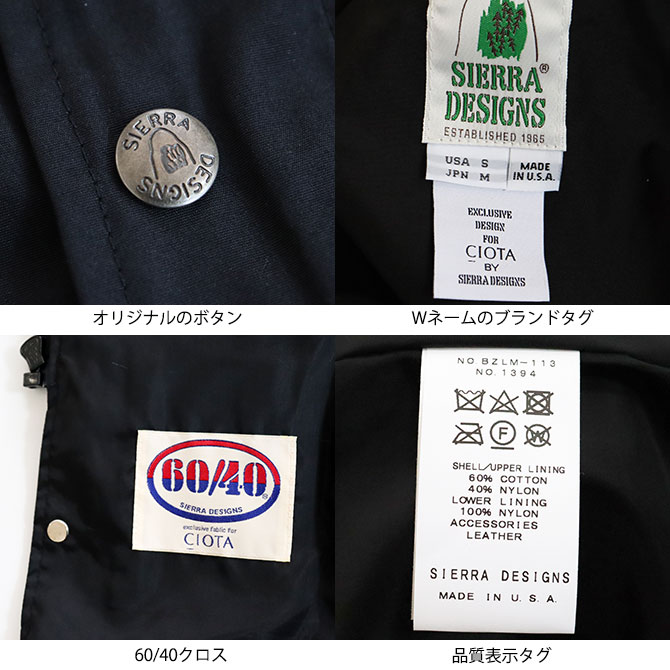 SIERRA
DESIGNS
オリジナルのボタン
SIERRA®
DESIGNS
ESTABLISHED 1965
USA S
JPN M
MADE
IN U.S.A.
EXCLUSIVE
DESIGN
FOR
CIOTA
BY
SIERRA DESIGNS
Wネームのブランドタグ
60/40®
SIERRA DESIGNS
exclusive fablic for
CIOTA
60/40クロス
NO.BZLM-113
NO.1394
SHELL/UPPER LINING
60% COTTON
40% NYLON
LOWER LINING
100% NYLON
ACCESSORIES
LEATHER
SIERRA DESIGNS
MADE IN U.S.A.
品質表示タグ